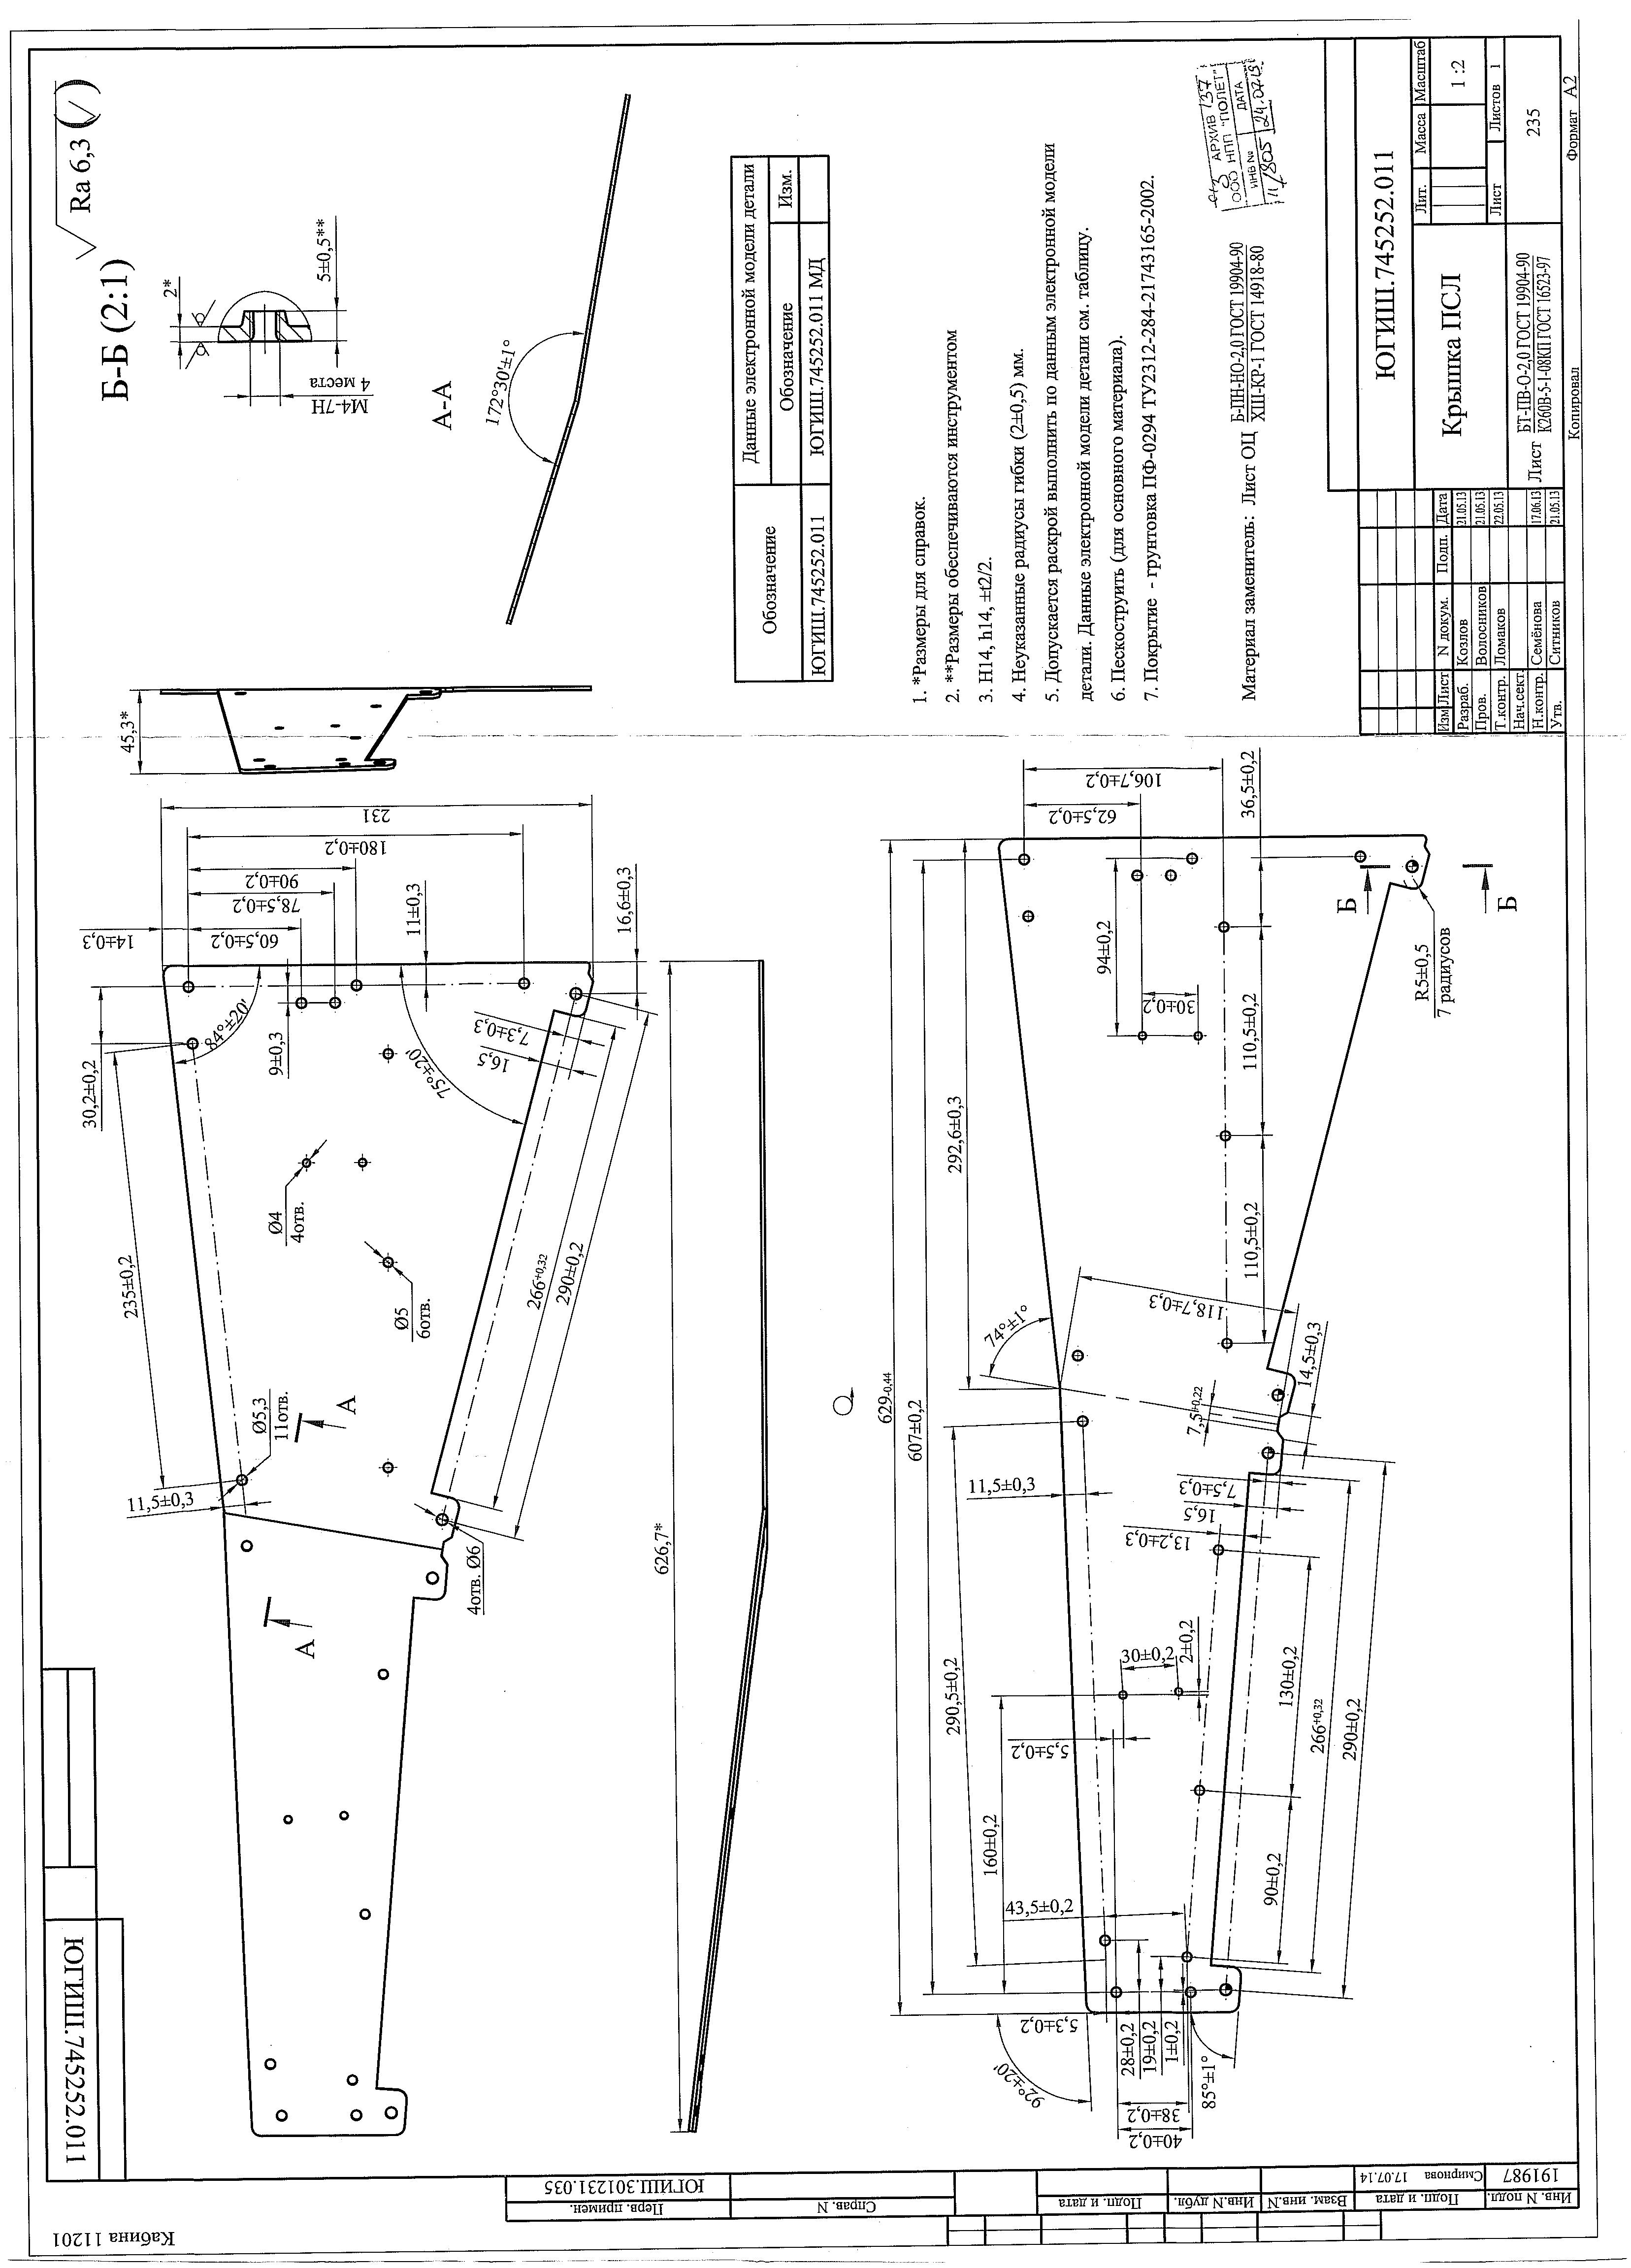 Ra 6,3 (√)
ЮГИШ.745252.011
Кабина 11201
Б-Б (2:1)
2*
5±0,5**
М4-7Н
4 места
А-А
172°30'±1°
45,3*
231
180±0,2
90±0,2
78,5±0,2
60,5±0,2
14±0,3
11±0,3
16,6±0,3
30,2±0,2
84°±20'
9±0,3
75°±20'
7,3±0,3
16,5
235±0,2
Ø4
4отв.
Ø5
6отв.
266+0,32
290±0,2
Ø5,3
11отв.
А
А
11,5±0,3
4отв. Ø6
626,7*
629-0,44
607±0,2
292,6±0,3
94±0,2
30±0,2
62,5±0,2
106,7±0,2
36,5±0,2
110,5±0,2
110,5±0,2
Б
Б
R5±0,5
7 радиусов
74°±1°
118,7±0,3
7,5+0,22
14,5±0,3
11,5±0,3
7,5±0,3
16,5
13,2±0,3
290,5±0,2
30±0,2
2±0,2
5,5±0,2
160±0,2
43,5±0,2
130±0,2
266+0,32
290±0,2
90±0,2
5,3±0,2
92°±20'
28±0,2
19±0,2
1±0,2
85°±1°
38±0,2
40±0,2
Данные электронной модели детали
Обозначение
Обозначение
Изм.
ЮГИШ.745252.011
ЮГИШ.745252.011 МД
1. *Размеры для справок.
2. **Размеры обеспечиваются инструментом
3. Н14, h14, ±t2/2.
4. Неуказанные радиусы гибки (2±0,5) мм.
5. Допускается раскрой выполнить по данным электронной модели
детали. Данные электронной модели детали см. таблицу.
6. Пескоструить (для основного материала).
7. Покрытие - грунтовка ПФ-0294 ТУ2312-284-21743165-2002.
Материал заменитель: Лист ОЦ Б-ПН-НО-2,0 ГОСТ 19904-90
ХШ-КР-1 ГОСТ 14918-80
АРХИВ 137
ООО НПП "ПОЛЕТ"
ИНВ № ДАТА
11/805 24.07.15
ЮГИШ.745252.011
Крышка ПСЛ
Лит. Масса Масштаб
1 :2
Лист Листов 1
235
Лист БТ-ПВ-О-2,0 ГОСТ 19904-90
К260В-5-1-08КП ГОСТ 16523-97
Изм Лист N докум. Подп. Дата
Разраб. Козлов 21.05.13
Пров. Волосников 21.05.13
Т.контр. Ломаков 22.05.13
Нач.сект.
Н.контр. Семёнова 17.06.13
Утв. Ситников 21.05.13
Копировал
Формат А2
Перв. примен.
ЮГИШ.301231.035
Справ. N
Подп. и дата
Инв.N дубл.
Взам. инв.N
Подп. и дата
Смирнова 17.07.14
Инв. N подл.
191987